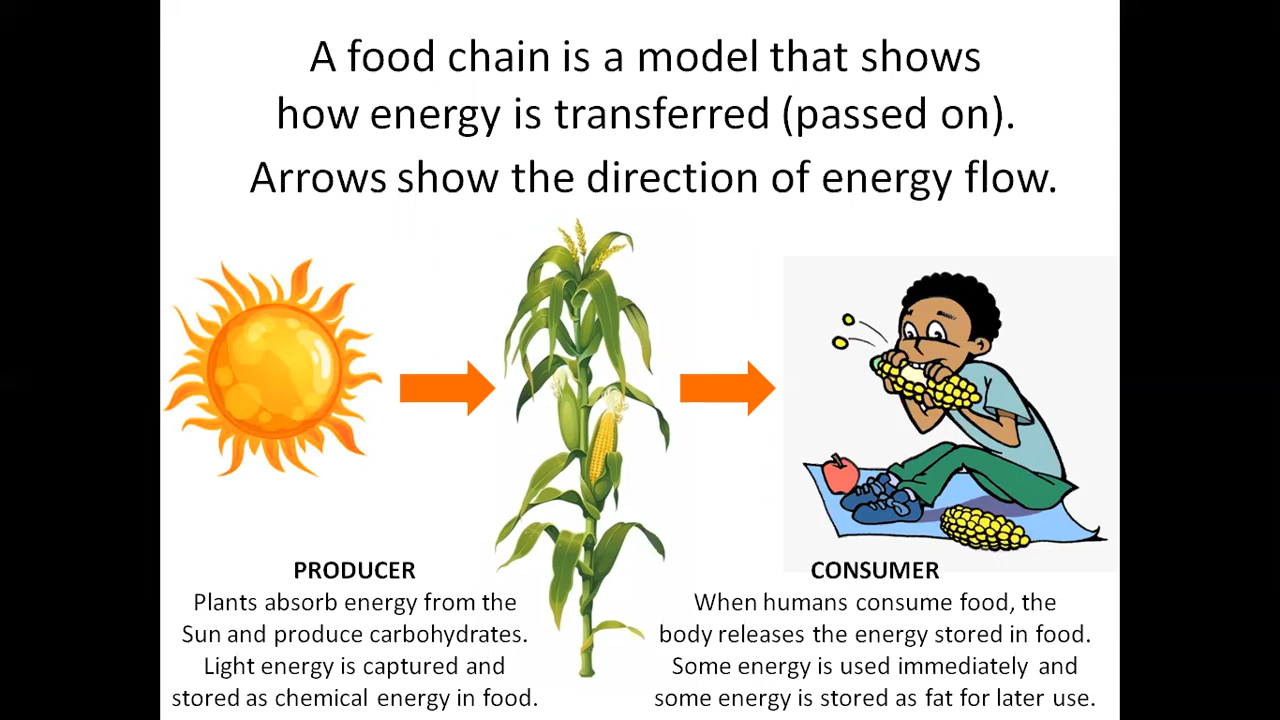 A food chain is a model that shows
how energy is transferred (passed on).
Arrows show the direction of energy flow.
PRODUCER
Plants absorb energy from the
Sun and produce carbohydrates.
Light energy is captured and
stored as chemical energy in food.
CONSUMER
When humans consume food, the
body releases the energy stored in food.
Some energy is used immediately and
some energy is stored as fat for later use.